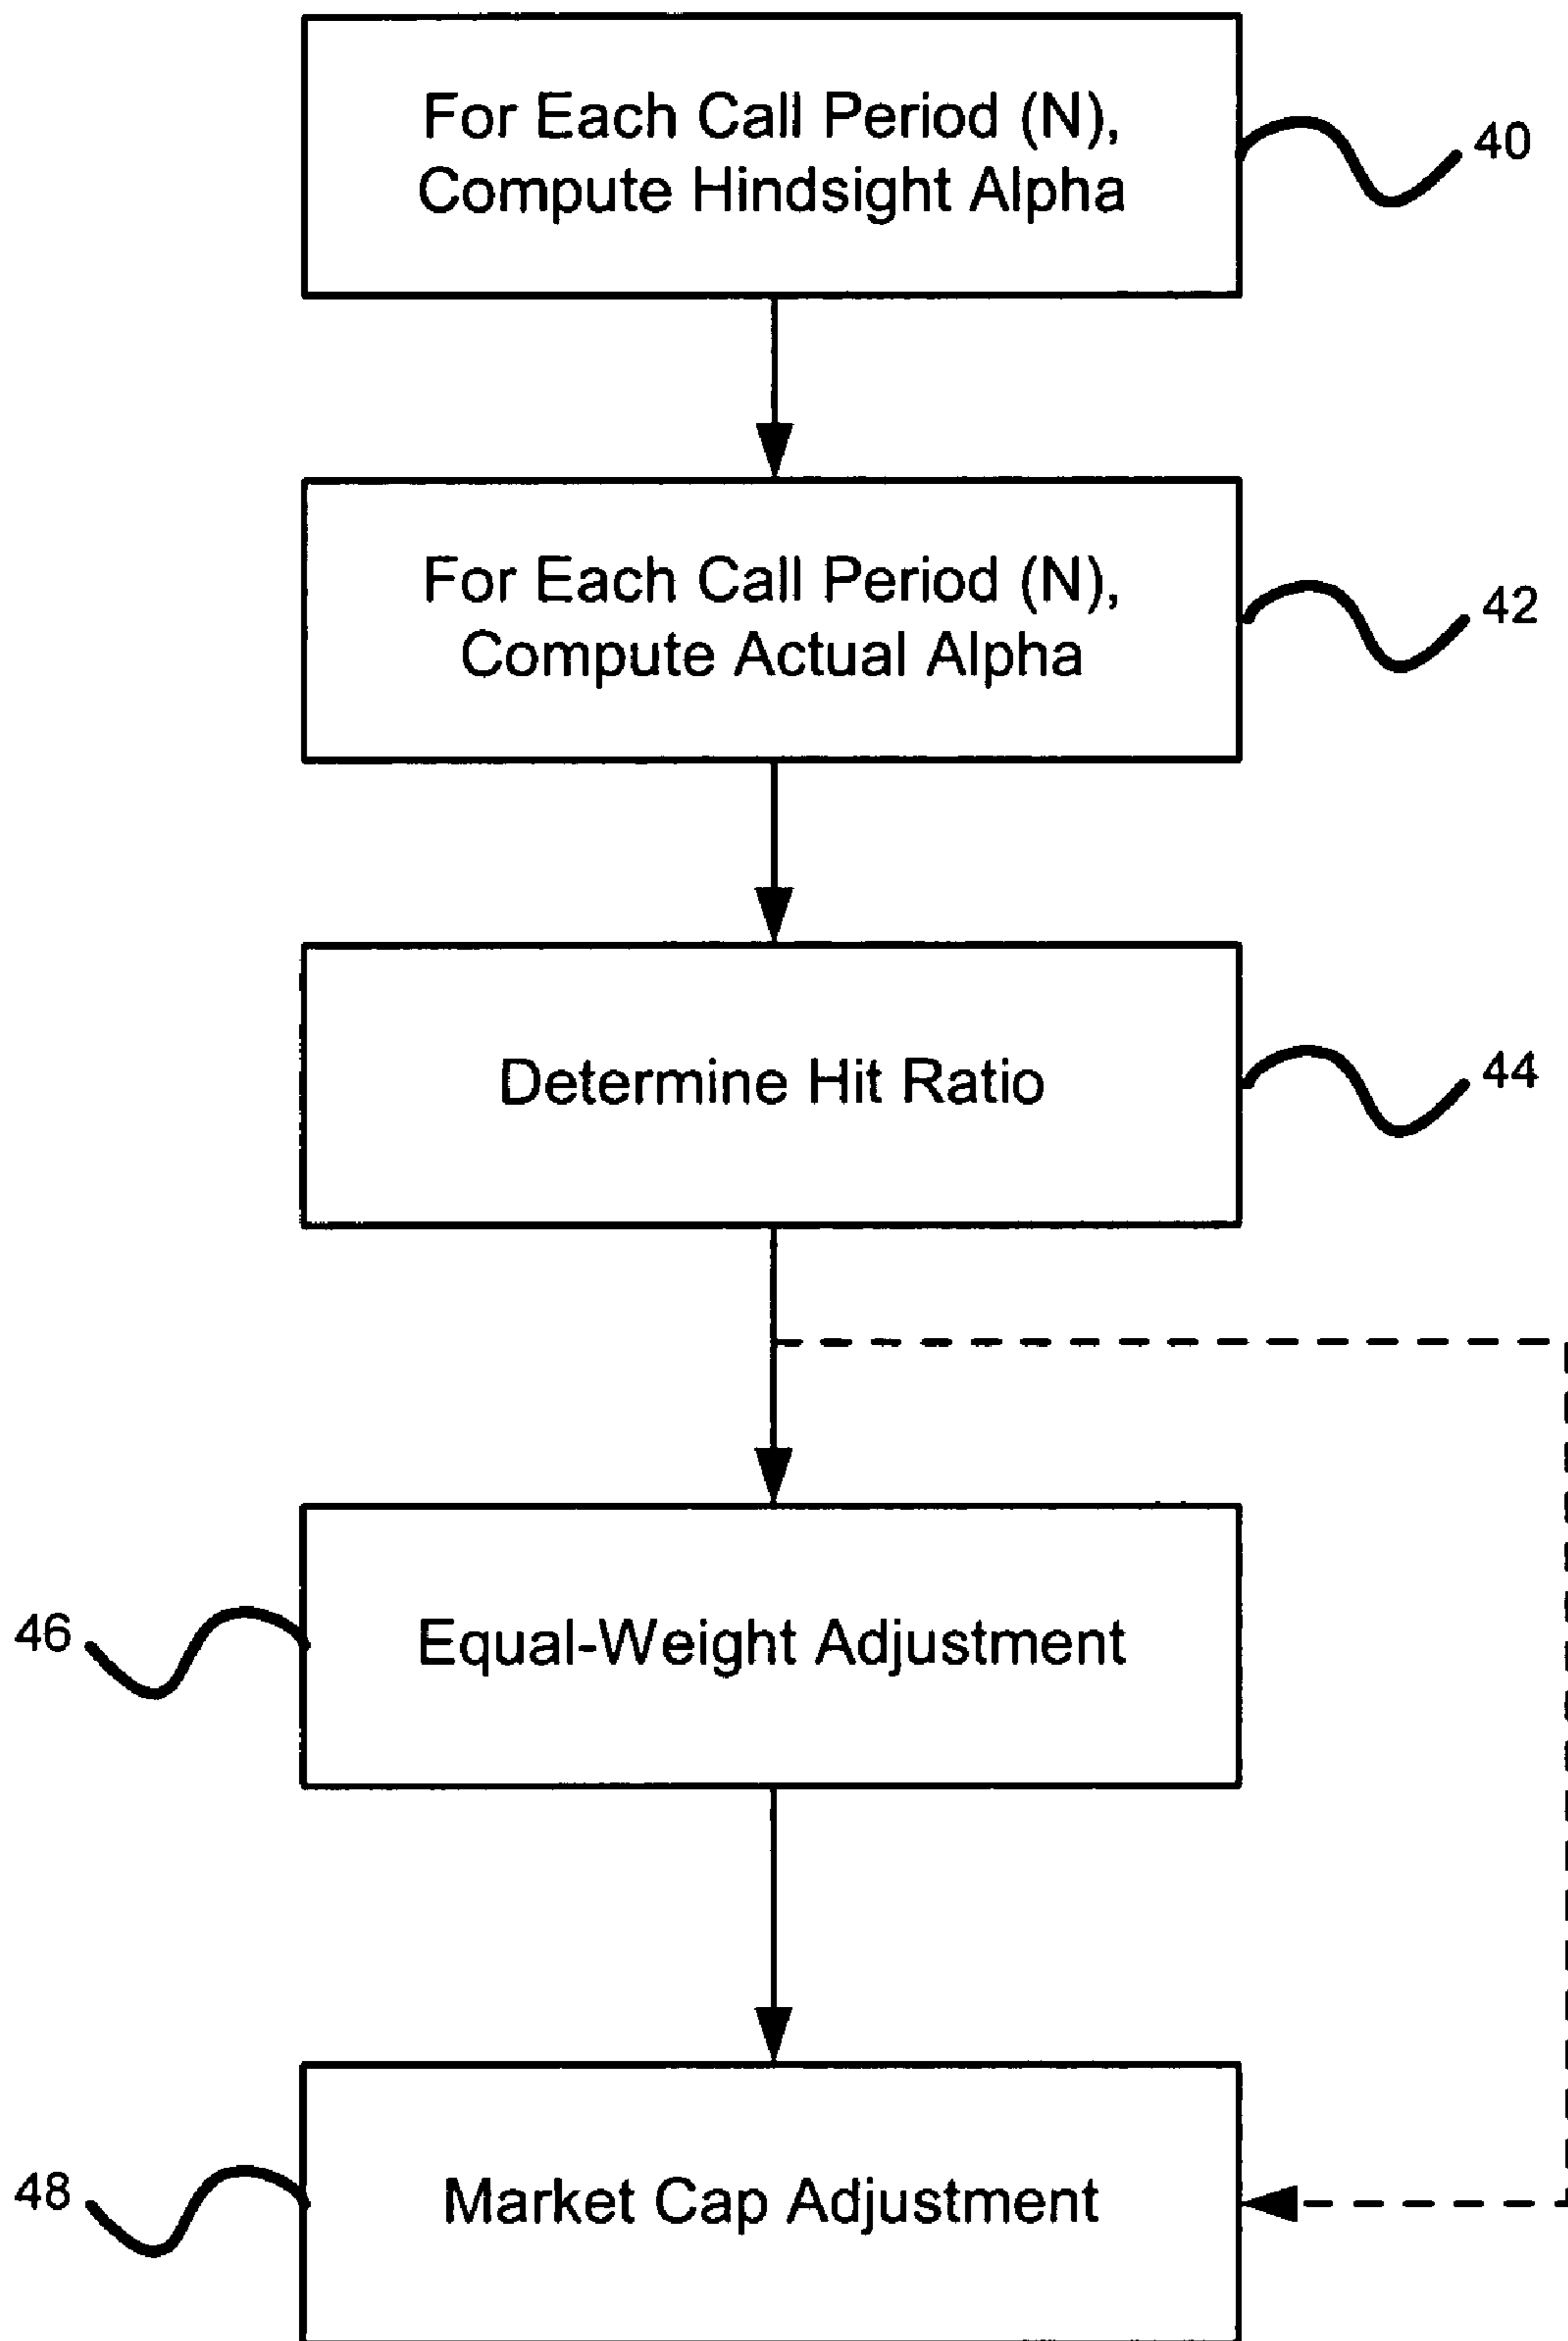 For Each Call Period (N),
Compute Hindsight Alpha
40
For Each Call Period (N),
Compute Actual Alpha
42
Determine Hit Ratio
44
46
Equal-Weight Adjustment
48
Market Cap Adjustment